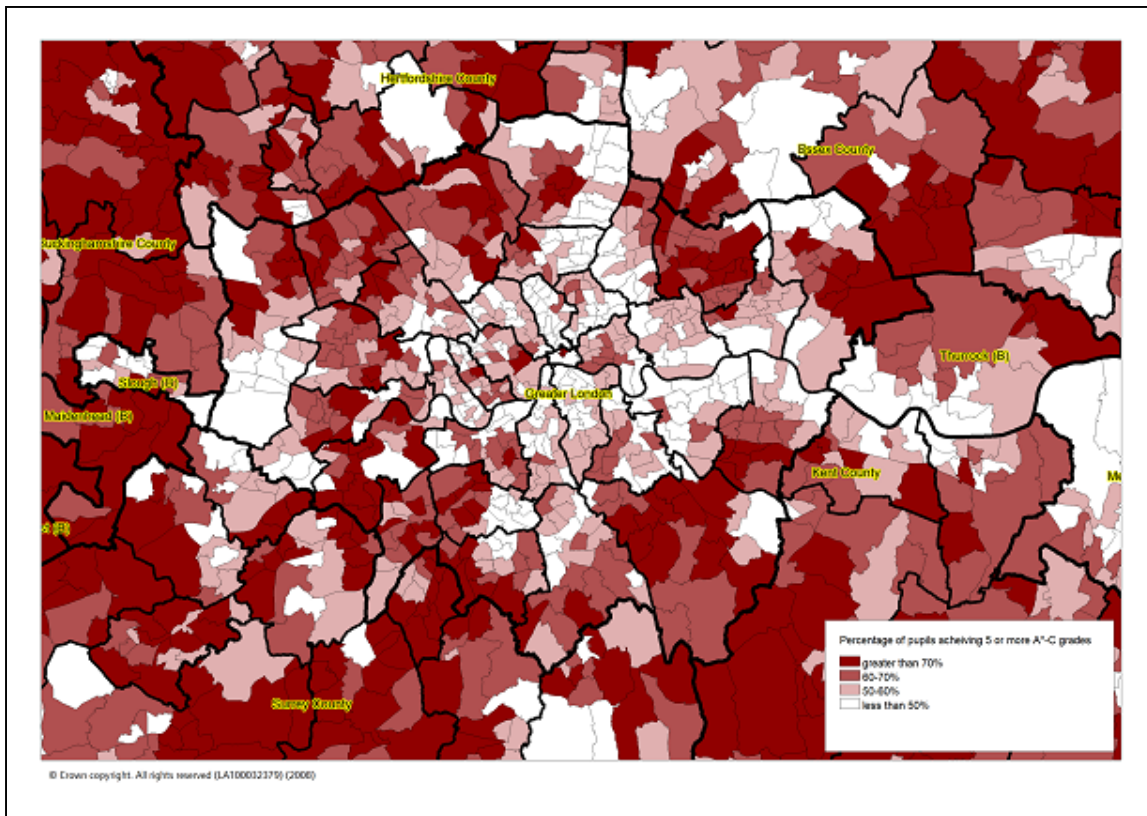 Hertfordshire County
Essex County
Buckinghamshire County
Slough (B)
Thurrock (B)
Maidenhead (B)
Greater London
Kent County
Me
Surrey County
Percentage of pupils acheiving 5 or more A*-C grades
greater than 70%
60-70%
50-60%
less than 50%
© Crown copyright. All rights reserved (LA100032379) (2008)